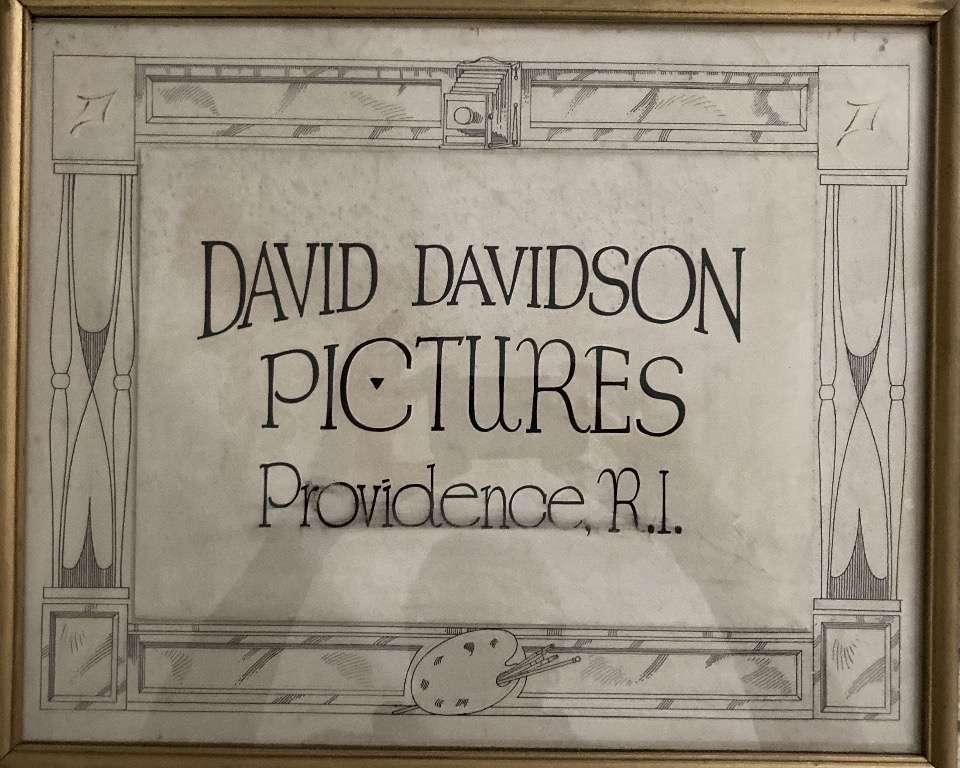 DAVID DAVIDSON
PICTURES
Providence, R.I.